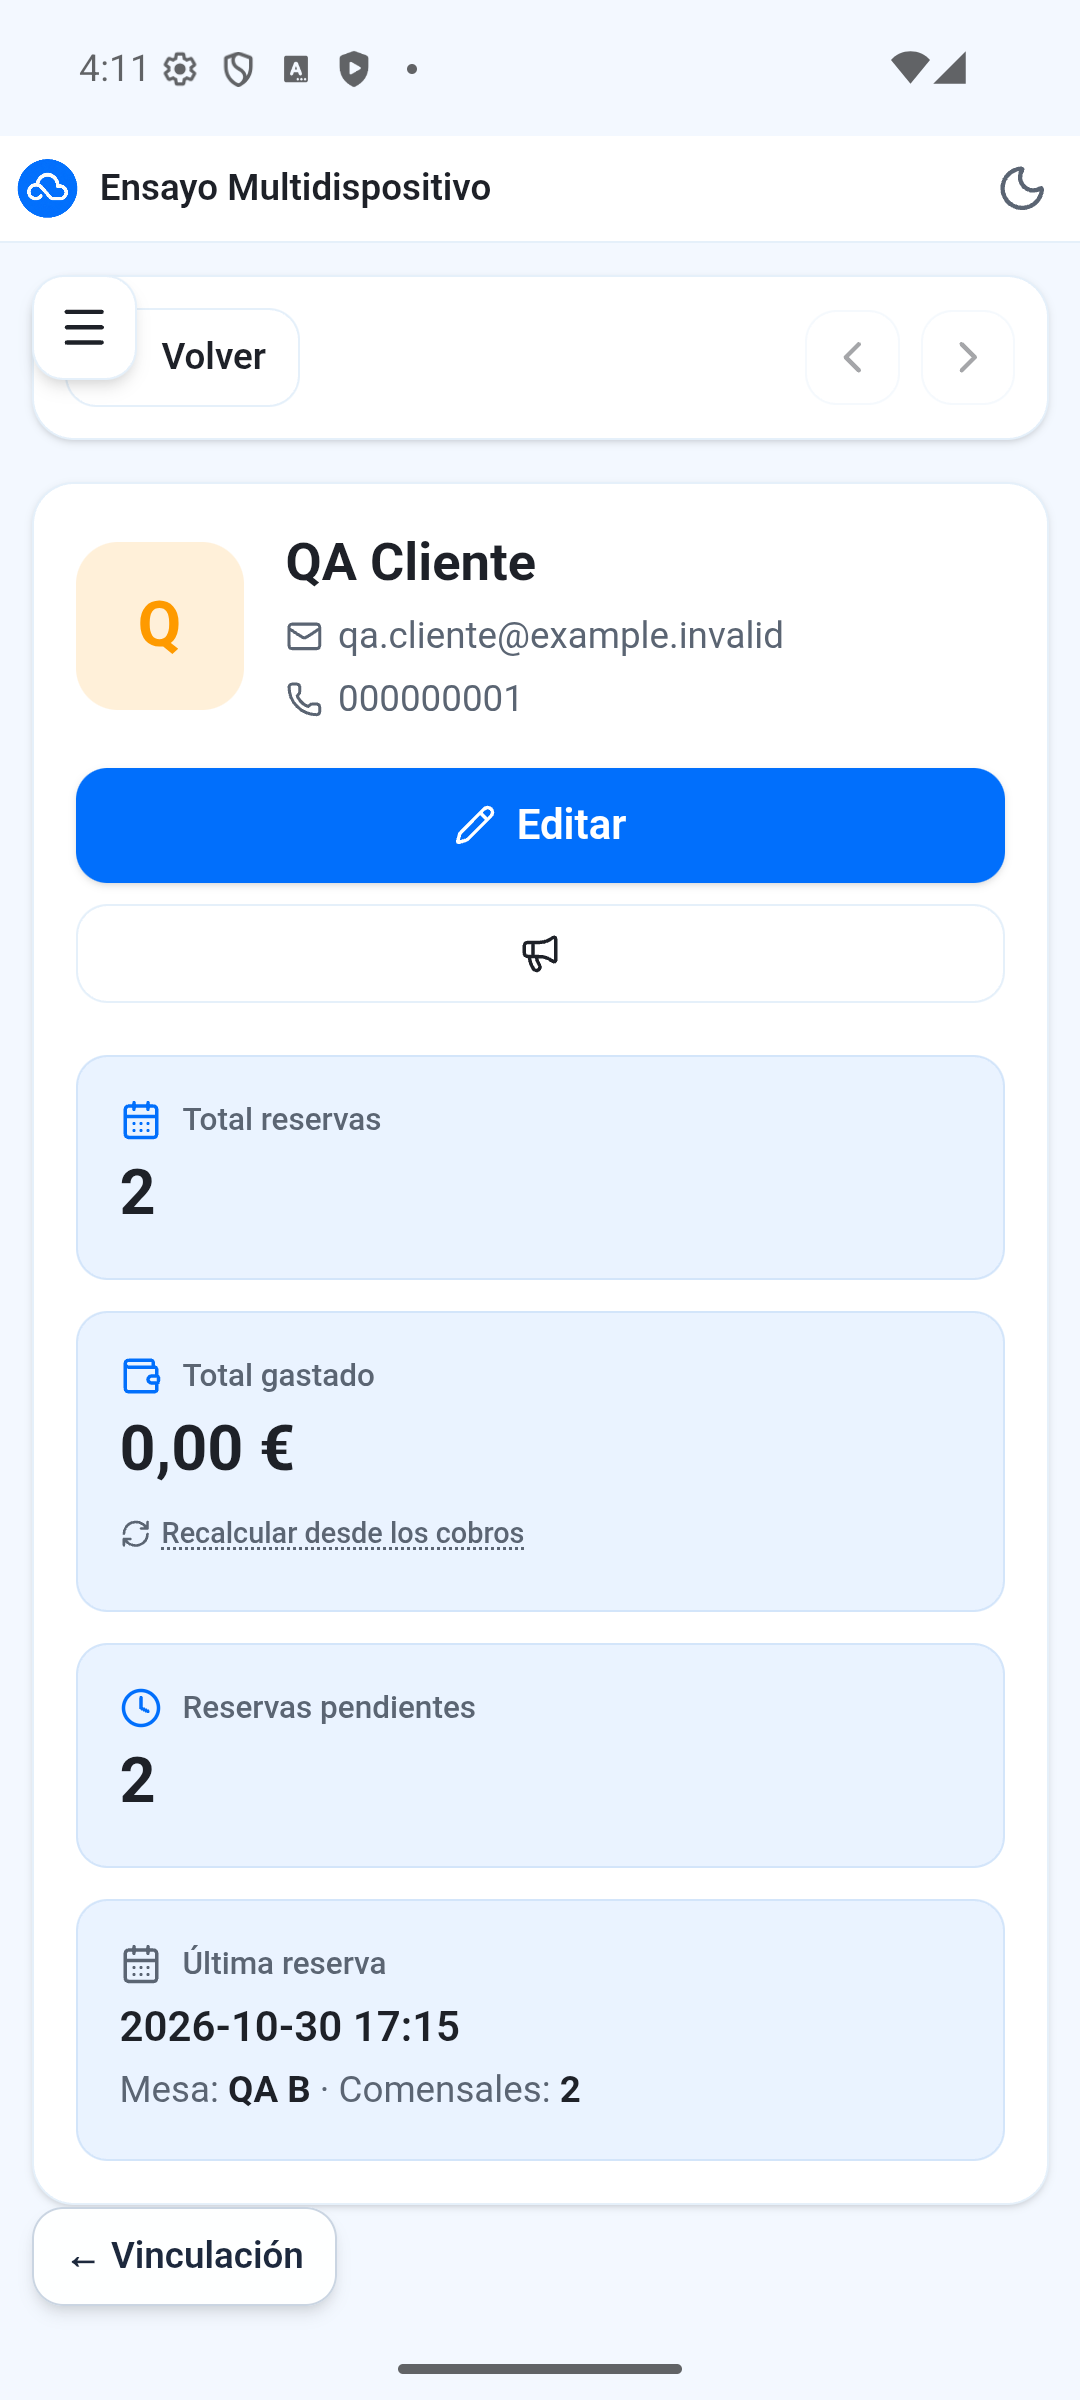 4:11
Ensayo Multidispositivo
Volver
Q
QA Cliente
qa.cliente@example.invalid
000000001
Editar
Total reservas
2
Total gastado
0,00 €
Recalcular desde los cobros
Reservas pendientes
2
Última reserva
2026-10-30 17:15
Mesa: QA B · Comensales: 2
← Vinculación